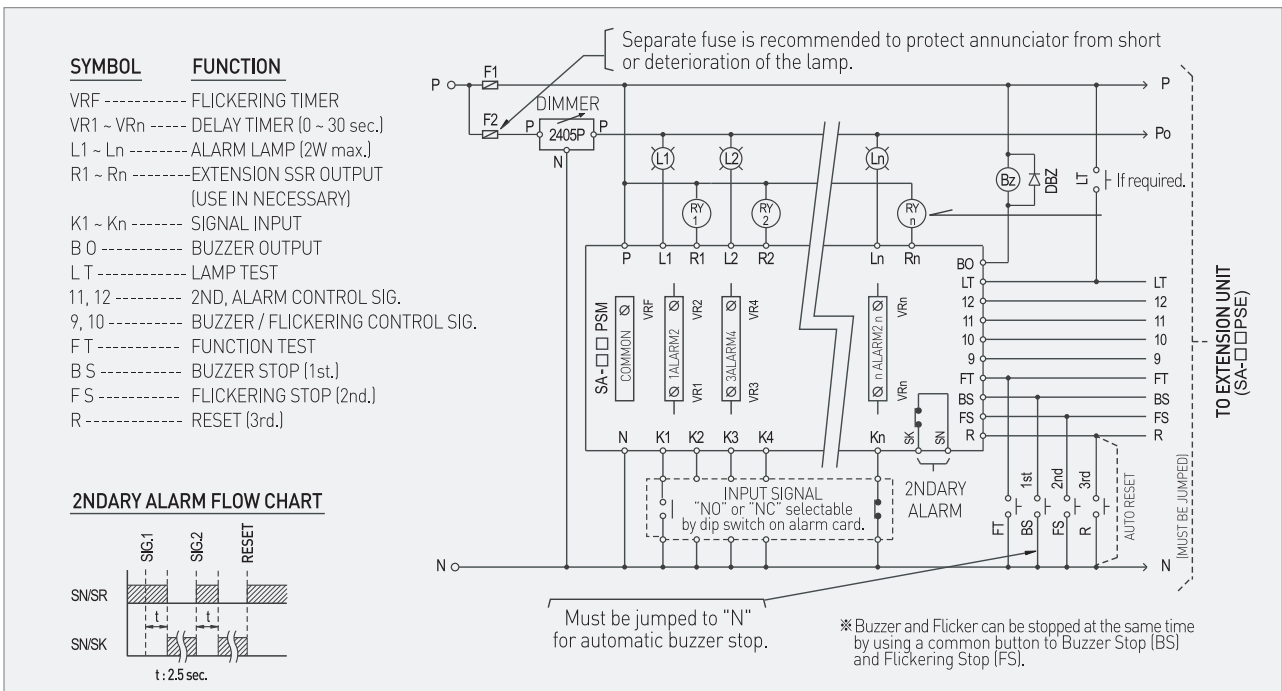 SYMBOL FUNCTION
VRF ---------- FLICKERING TIMER
VR1 ~ VRn ----- DELAY TIMER (0 ~ 30 sec.)
L1 ~ Ln -------- ALARM LAMP (2W max.)
R1 ~ Rn -------- EXTENSION SSR OUTPUT
(USE IN NECESSARY)
K1 ~ Kn -------- SIGNAL INPUT
B O ----------- BUZZER OUTPUT
L T ----------- LAMP TEST
11, 12 --------- 2ND, ALARM CONTROL SIG.
9, 10 ---------- BUZZER / FLICKERING CONTROL SIG.
F T ----------- FUNCTION TEST
B S ----------- BUZZER STOP (1st.)
F S ----------- FLICKERING STOP (2nd.)
R ------------- RESET (3rd.)
2NDARY ALARM FLOW CHART
SIG.1
SIG.2
RESET
SN/SR
t
t
SN/SK
t : 2.5 sec.
Separate fuse is recommended to protect annunciator from short
or deterioration of the lamp.
P
F1
P
F2
P
DIMMER
2405P
P
Po
N
L1
L2
Ln
Bz
DBZ
LT
If required.
RY
1
RY
2
RY
n
P L1 R1 L2 R2 Ln Rn
BO
LT
12
11
10
9
FT
BS
FS
R
LT
12
11
10
9
FT
BS
FS
R
SA-□□PSM
COMMON
VRF
1ALARM2
VR2
VR1
3ALARM4
VR4
VR3
n ALARM2 n
VRn
VRn
N K1 K2 K3 K4 Kn
SK
SN
2NDARY
ALARM
INPUT SIGNAL
"NO" or "NC" selectable
by dip switch on alarm card.
1st
2nd
3rd
FT
BS
FS
R
AUTO RESET
(MUST BE JUMPED)
TO EXTENSION UNIT
(SA-□□PSE)
N
N
Must be jumped to "N"
for automatic buzzer stop.
※Buzzer and Flicker can be stopped at the same time
by using a common button to Buzzer Stop (BS)
and Flickering Stop (FS).